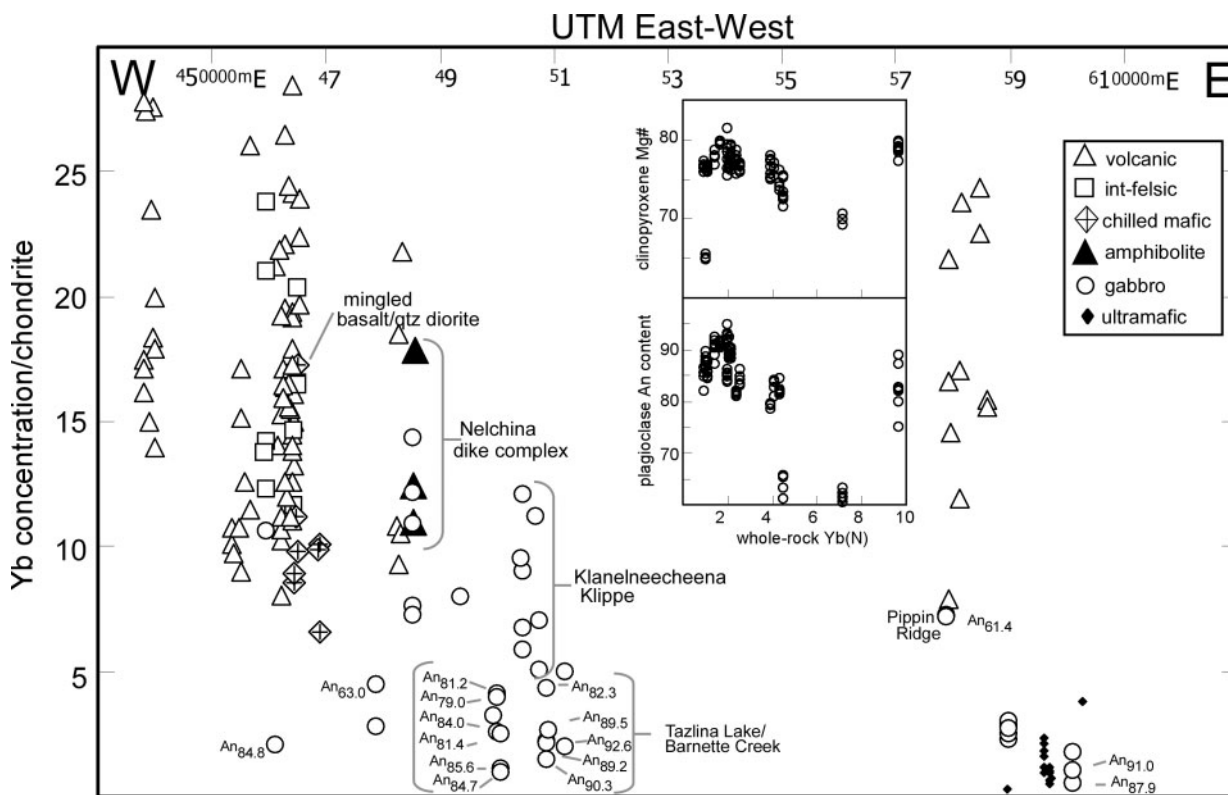 UTM East-West
W
450000mE
47
49
51
53
55
57
59
610000mE
E
Yb concentration/chondrite
25
20
15
10
5
clinopyroxene Mg#
80
70
plagioclase An content
90
80
70
2
4
6
8
10
whole-rock Yb(N)
volcanic
int-felsic
chilled mafic
amphibolite
gabbro
ultramafic
mingled
basalt/qtz diorite
Nelchina
dike complex
Klanelneecheena
Klippe
Pippin
Ridge
An61.4
An63.0
An84.8
An81.2
An79.0
An84.0
An81.4
An85.6
An84.7
An82.3
An89.5
An92.6
An89.2
An90.3
Tazlina Lake/
Barnette Creek
An91.0
An87.9